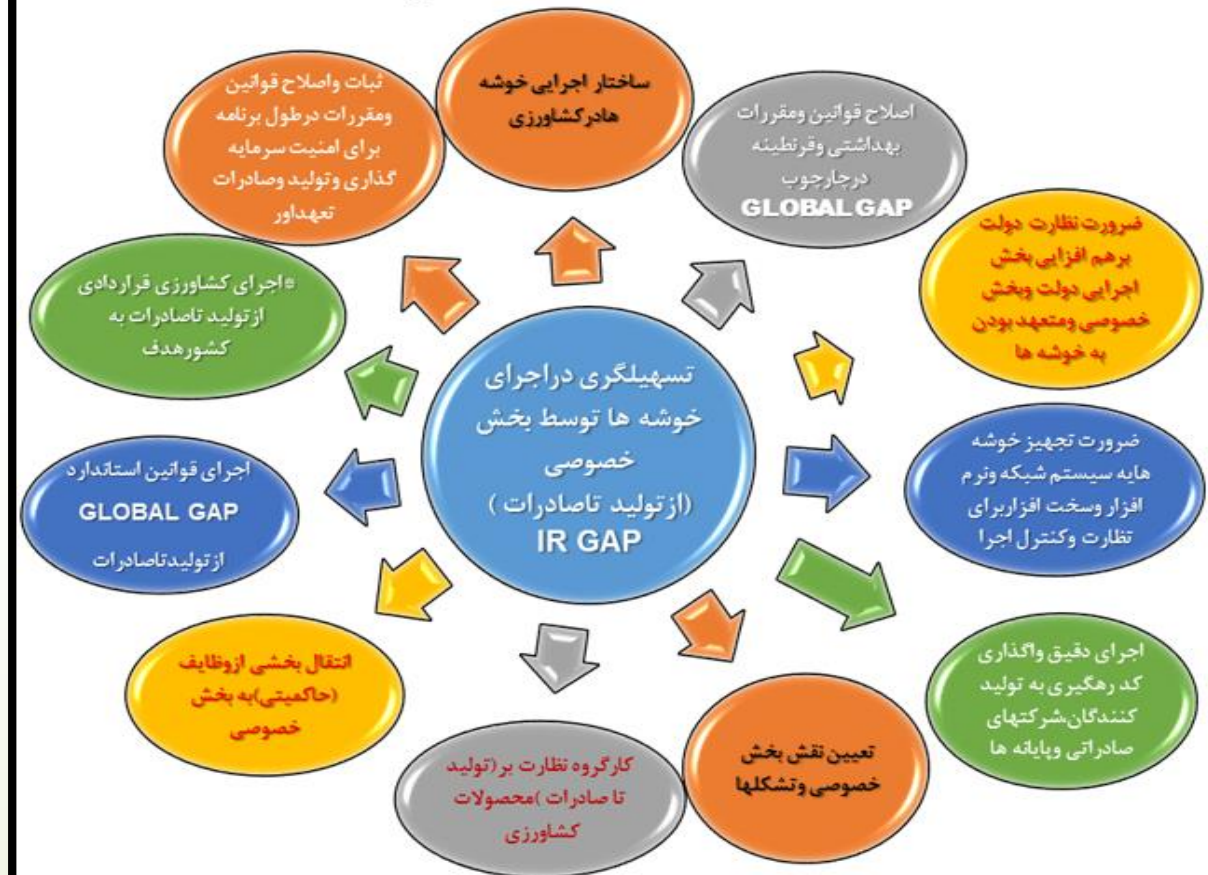 ساختار اجرایی خوشه
هادرکشاورزی
اصلاح قوانین ومقررات
بهداشتی وقرنطینه
درچارچوب
GLOBAL GAP
ضرورت نظارت دولت
برهم افزایی بخش
اجرایی دولت وبخش
خصوصی ومتعهد بودن
به خوشه ها
ضرورت تجهیز خوشه
هابه سیستم شبکه ونرم
افزار وسخت افزاربرای
نظارت وکنترل اجرا
اجرای دقیق واگذاری
کد رهگیری به تولید
کنندگان،شرکتهای
صادراتی وپایانه ها
تعیین نقش بخش
خصوصی وتشکلها
کارگروه نظارت بر(تولید
تا صادرات )محصولات
کشاورزی
انتقال بخشی ازوظایف
(حاکمیتی)به بخش
خصوصی
اجرای قوانین استاندارد
GLOBAL GAP
ازتولیدتاصادرات
*اجرای کشاورزی قراردادی
ازتولید تاصادرات به
کشورهدف
ثبات واصلاح قوانین
ومقررات درطول برنامه
برای امنیت سرمایه
گذاری وتولید وصادرات
تعهداور
تسهیلگری دراجرای
خوشه ها توسط بخش
خصوصی
(ازتولید تاصادرات )
IR GAP